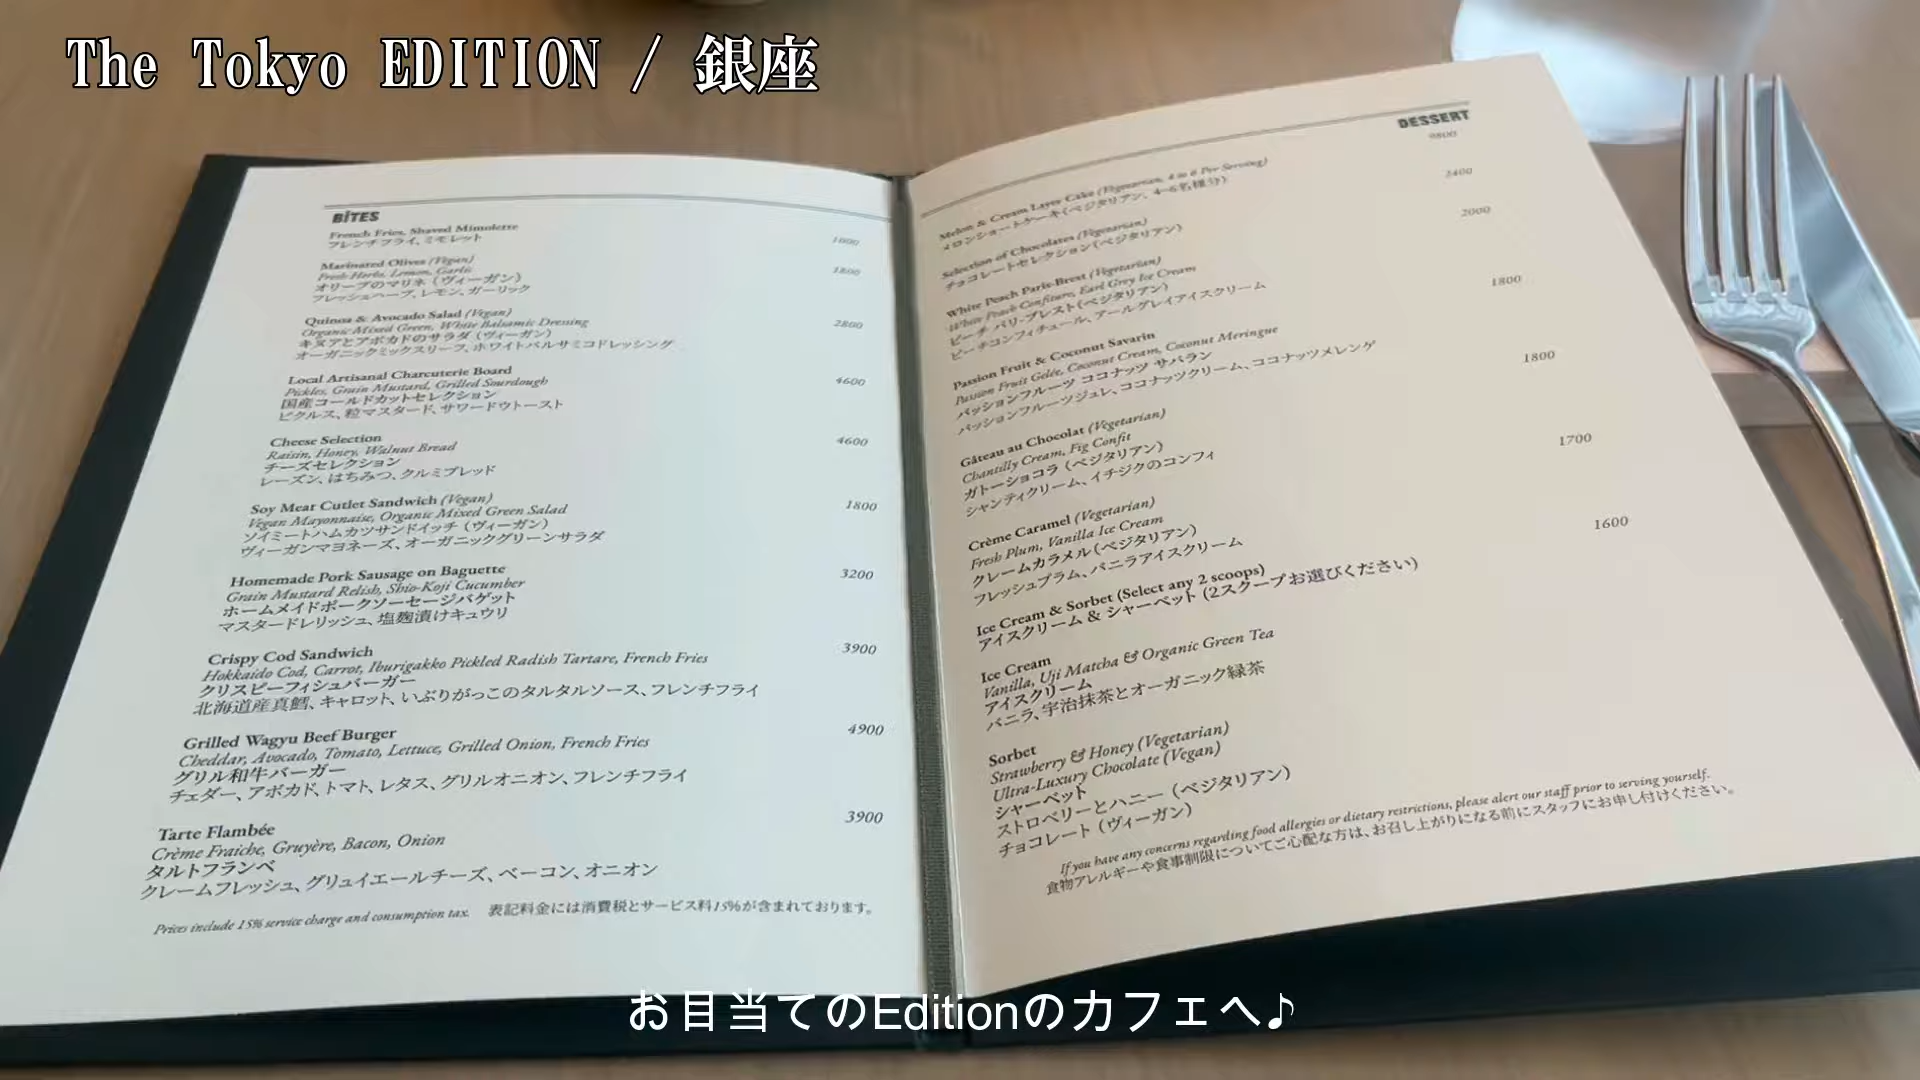 The Tokyo EDITION / 銀座
BITES
French Fries, Shaved Mimolette
フレンチフライ、ミモレット
1800
Marinated Olives (Vegan)
Fresh Herbs, Lemon, Garlic
オリーブのマリネ（ヴィーガン）
フレッシュハーブ、レモン、ガーリック
2800
Quinoa & Avocado Salad (Vegan)
Organic Mixed Green, White Balsamic Dressing
キヌアとアボカドのサラダ（ヴィーガン）
オーガニックミックスリーフ、ホワイトバルサミコドレッシング
4600
Local Artisanal Charcuterie Board
Pickles, Grain Mustard, Grilled Sourdough
国産コールドカットセレクション
ピクルス、粒マスタード、サワードウトースト
4600
Cheese Selection
Raisin, Honey, Walnut Bread
チーズセレクション
レーズン、はちみつ、クルミブレッド
1800
Soy Meat Cutlet Sandwich (Vegan)
Vegan Mayonnaise, Organic Mixed Green Salad
ソイミートハムカツサンドイッチ（ヴィーガン）
ヴィーガンマヨネーズ、オーガニックグリーンサラダ
3200
Homemade Pork Sausage on Baguette
Grain Mustard Relish, Shio-Koji Cucumber
ホームメイドポークソーセージバゲット
マスタードレリッシュ、塩麹漬けキュウリ
3900
Crispy Cod Sandwich
Hokkaido Cod, Carrot, Iburigakko Pickled Radish Tartare, French Fries
クリスピーフィシュバーガー
北海道産真鱈、キャロット、いぶりがっこのタルタルソース、フレンチフライ
4900
Grilled Wagyu Beef Burger
Cheddar, Avocado, Tomato, Lettuce, Grilled Onion, French Fries
グリル和牛バーガー
チェダー、アボカド、トマト、レタス、グリルオニオン、フレンチフライ
3900
Tarte Flambée
Crème Fraiche, Gruyère, Bacon, Onion
タルトフランベ
クレームフレッシュ、グリュイエールチーズ、ベーコン、オニオン
Prices include 15% service charge and consumption tax. 表記料金には消費税とサービス料15%が含まれております。
DESSERT
9800
Melon & Cream Layer Cake (Vegetarian, 4 to 6 Per Serving)
メロンショートケーキ（ベジタリアン、4-6名様分）
2400
Selection of Chocolates (Vegetarian)
チョコレートセレクション（ベジタリアン）
2000
White Peach Paris-Brest (Vegetarian)
White Peach Confiture, Earl Grey Ice Cream
ピーチ パリ-ブレスト（ベジタリアン）
ピーチコンフィチュール、アールグレイアイスクリーム
1800
Passion Fruit & Coconut Savarin
Passion Fruit Gelée, Coconut Cream, Coconut Meringue
パッションフルーツ ココナッツ サバラン
パッションフルーツジュレ、ココナッツクリーム、ココナッツメレンゲ
1800
Gâteau au Chocolat (Vegetarian)
Chantilly Cream, Fig Confit
ガトーショコラ（ベジタリアン）
シャンティクリーム、イチジクのコンフィ
1700
Crème Caramel (Vegetarian)
Fresh Plum, Vanilla Ice Cream
クレームカラメル（ベジタリアン）
フレッシュプラム、バニラアイスクリーム
1600
Ice Cream & Sorbet (Select any 2 scoops)
アイスクリーム & シャーベット (2スクープお選びください)
Ice Cream
Vanilla, Uji Matcha & Organic Green Tea
アイスクリーム
バニラ、宇治抹茶とオーガニック緑茶
Sorbet
Strawberry & Honey (Vegetarian)
Ultra-Luxury Chocolate (Vegan)
シャーベット
ストロベリーとハニー（ベジタリアン）
チョコレート（ヴィーガン）
If you have any concerns regarding food allergies or dietary restrictions, please alert our staff prior to serving yourself.
食物アレルギーや食事制限についてご心配な方は、お召し上がりになる前にスタッフにお申し付けください。
お目当てのEditionのカフェへ♪